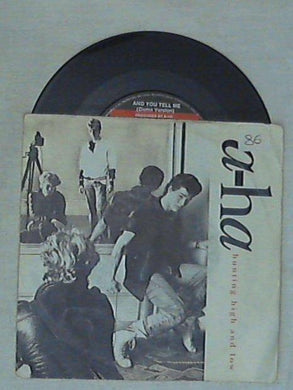 AND YOU TELL ME
(Demo Version)
PRODUCED BY A-HA
86
a-ha
hunting high and low